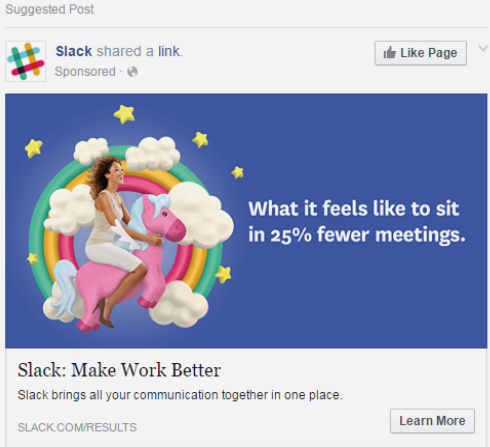 Suggested Post
Slack shared a link.
Like Page
Sponsored ·
What it feels like to sit
in 25% fewer meetings.
Slack: Make Work Better
Slack brings all your communication together in one place.
SLACK.COM/RESULTS
Learn More